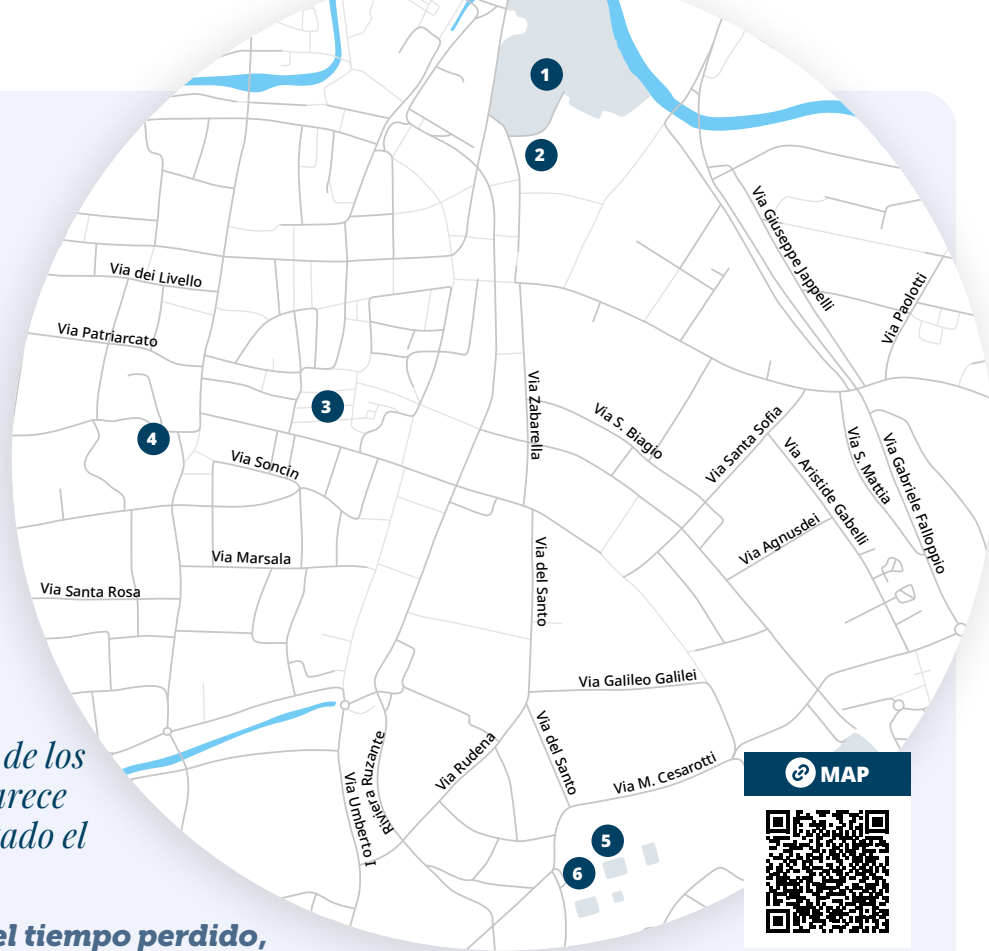 1
2
Via Giuseppe Jappelli
Via Paolotti
Via dei Livello
Via Patriarcato
3
4
Via Zabarella
Via S. Biagio
Via Santa Sofia
Via Aristide Gabelli
Via S. Mattia
Via Gabriele Falloppio
Via Soncin
Via Agnusdei
Via Marsala
Via del Santo
Via Santa Rosa
Via Galileo Galilei
Via del Santo
Via Rudena
Riviera Ruzante
Via Umberto I
Via M. Cesarotti
MAP
5
6
de los
arece
ado el
el tiempo perdido,